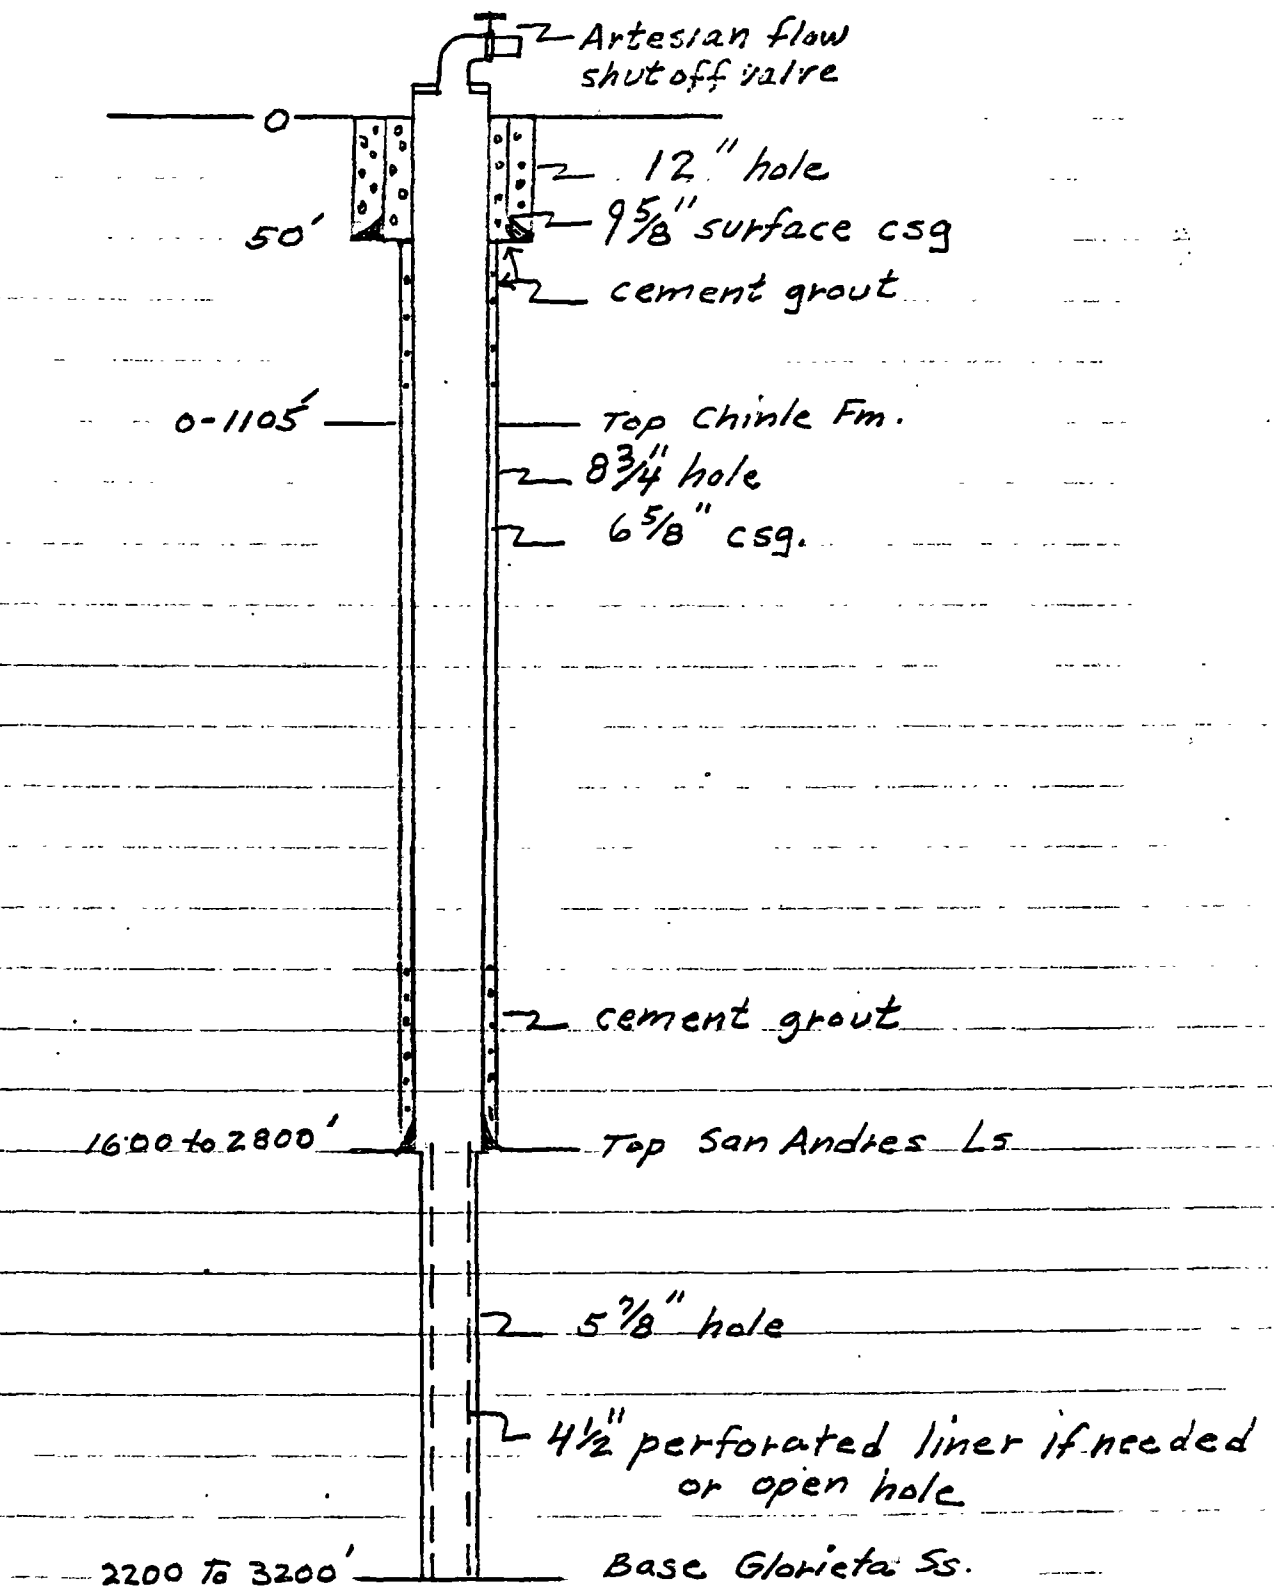 Artesian flow
shutoff valve
0
12" hole
50'
9 5/8" surface csg
cement grout
0-1105'
Top Chinle Fm.
8 3/4" hole
6 5/8" csg.
cement grout
1600 to 2800'
Top San Andres Ls
5 7/8" hole
4 1/2" perforated liner if needed
or open hole
2200 To 3200'
Base Glorieta Ss.